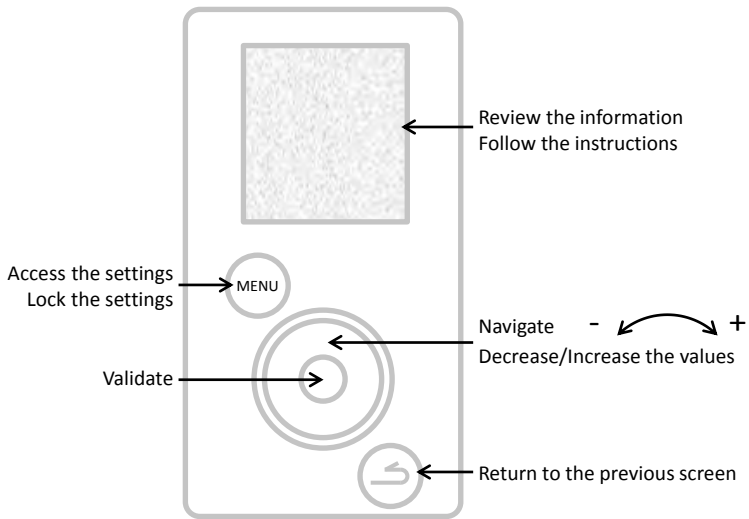 Review the information
Follow the instructions
Access the settings
Lock the settings
MENU
Navigate - +
Decrease/Increase the values
Validate
Return to the previous screen